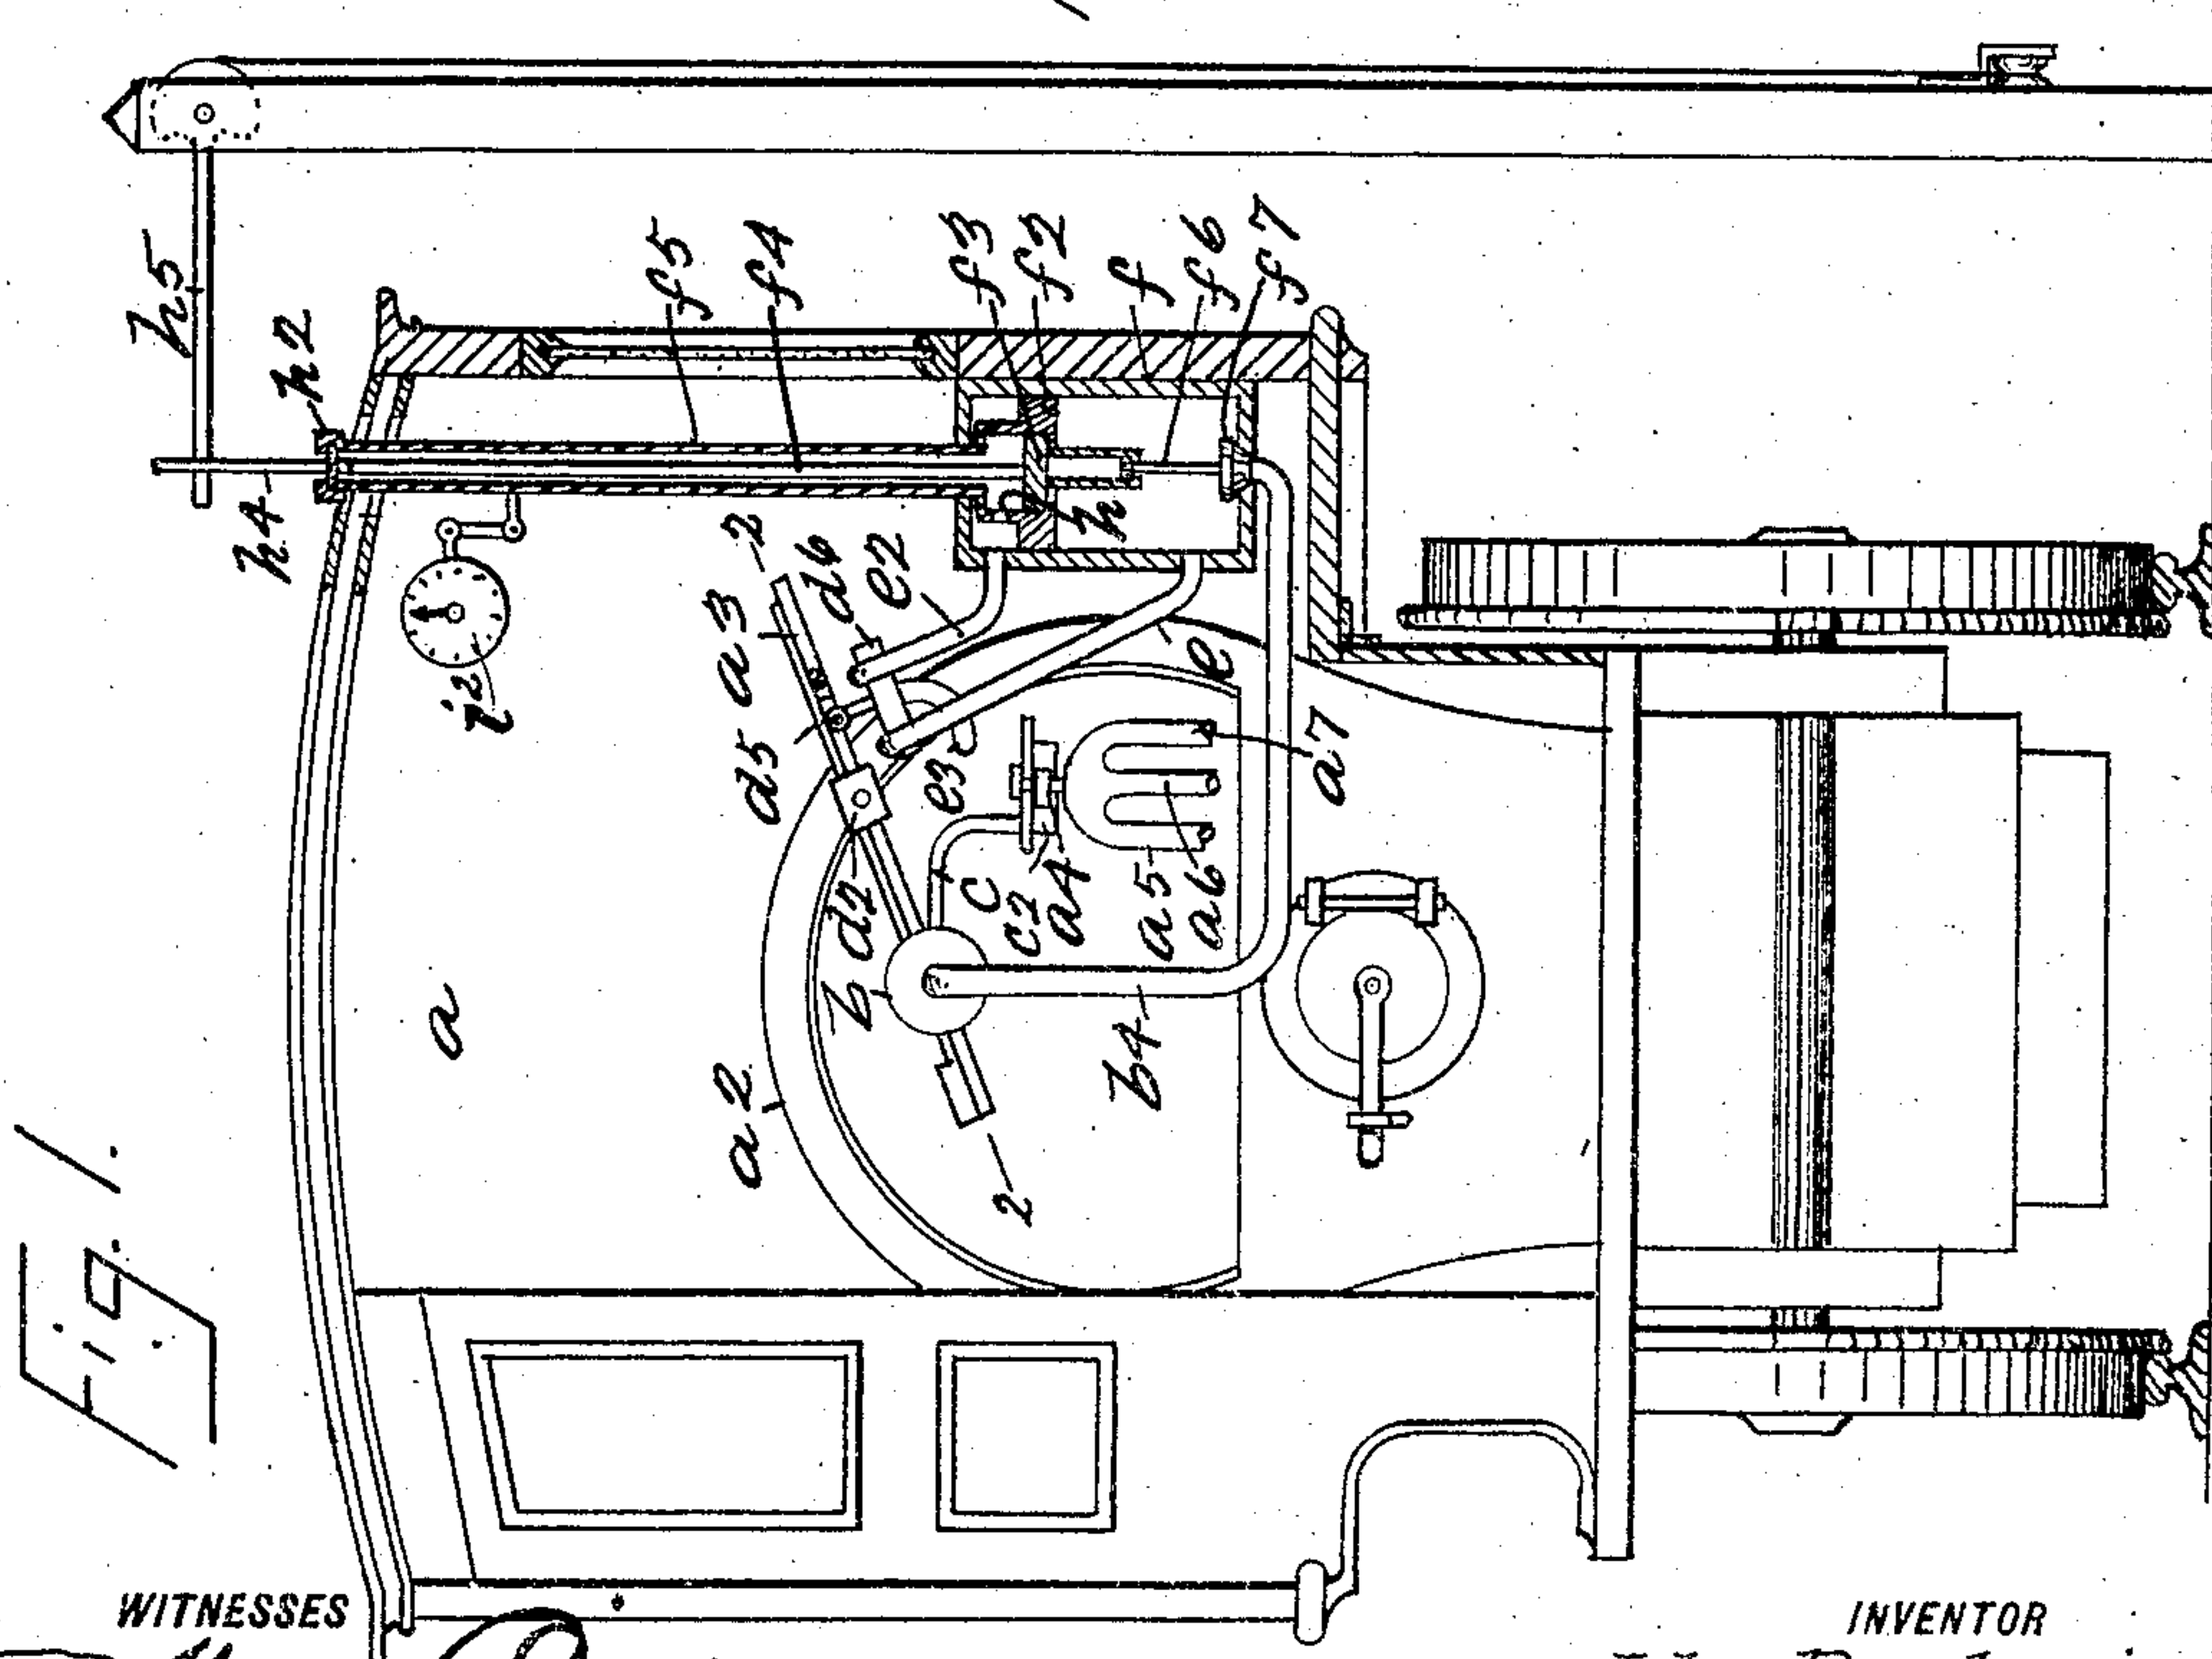 Fig. 1.
h5
h2
h4
f5
f4
f3
f2
f
f6
f7
h
i2
2
a3
d6
e2
d5
e
e3
a7
d2
c
c2
a4
a5
a6
b
b4
a
a2
2
WITNESSES
INVENTOR